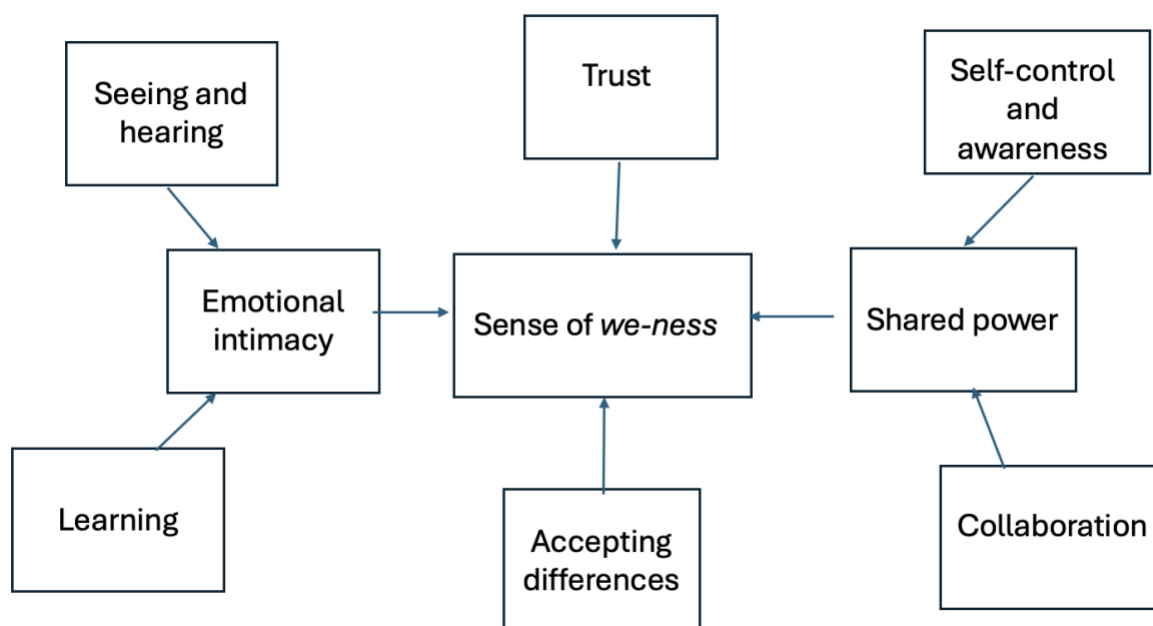 Seeing and
hearing
Trust
Self-control
and
awareness
Emotional
intimacy
Sense of we-ness
Shared power
Learning
Accepting
differences
Collaboration